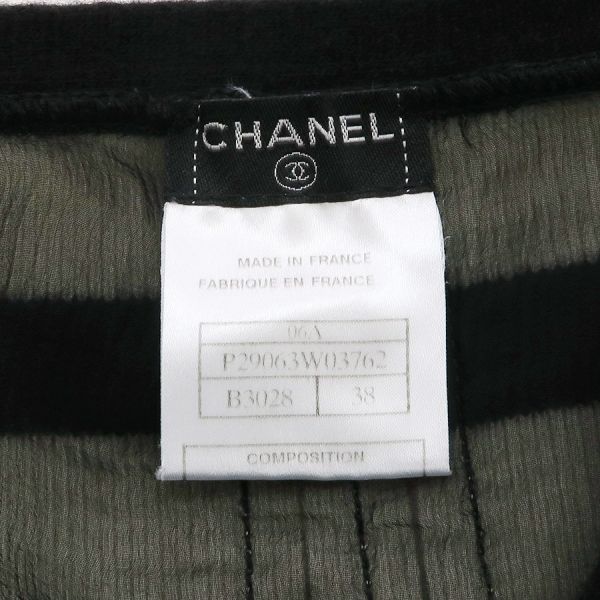 CHANEL
MADE IN FRANCE
FABRIQUE EN FRANCE
06A
P29063W03762
B3028 38
COMPOSITION